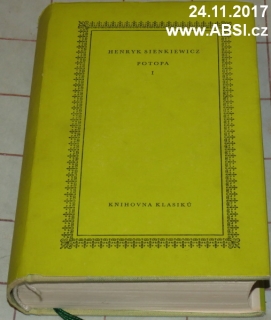 24.11.2017
www.ABSI.cz
HENRYK SIENKIEWICZ
POTOPA
I
KNIHOVNA KLASIKŮ